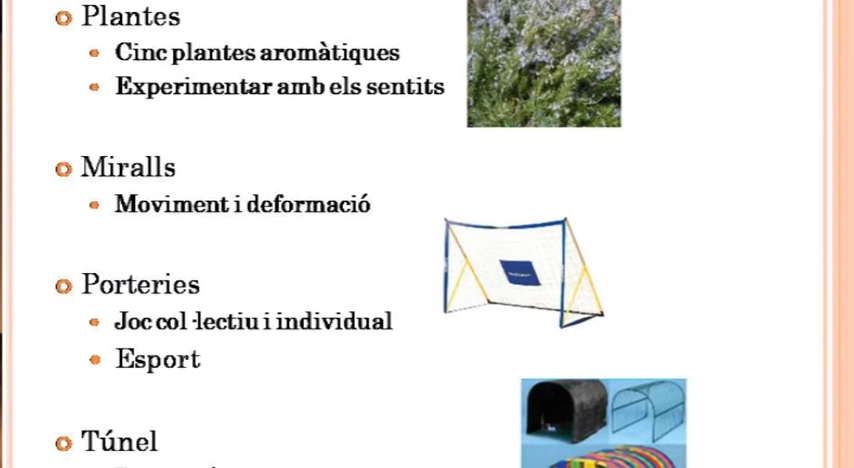 Plantes
Cinc plantes aromàtiques
Experimentar amb els sentits
Miralls
Moviment i deformació
Porteries
Joc col·lectiu i individual
Esport
Túnel